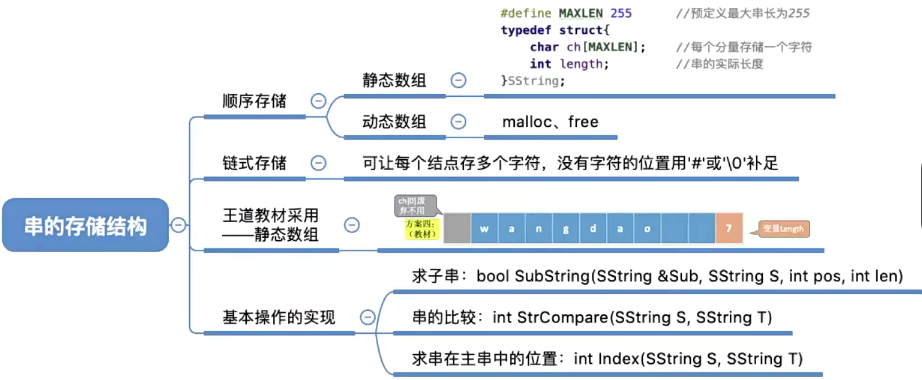 #define MAXLEN 255 //预定义最大串长为255
typedef struct{
char ch[MAXLEN]; //每个分量存储一个字符
int length; //串的实际长度
}SString;
静态数组
顺序存储
动态数组
malloc、free
链式存储
可让每个结点存多个字符，没有字符的位置用'#'或'\0'补足
串的存储结构
王道教材采用
——静态数组
ch[0]废
弃不用
方案四：
（教材）
w a n g d a o 7
变量Length
基本操作的实现
求子串：bool SubString(SString &Sub, SString S, int pos, int len)
串的比较：int StrCompare(SString S, SString T)
求串在主串中的位置：int Index(SString S, SString T)